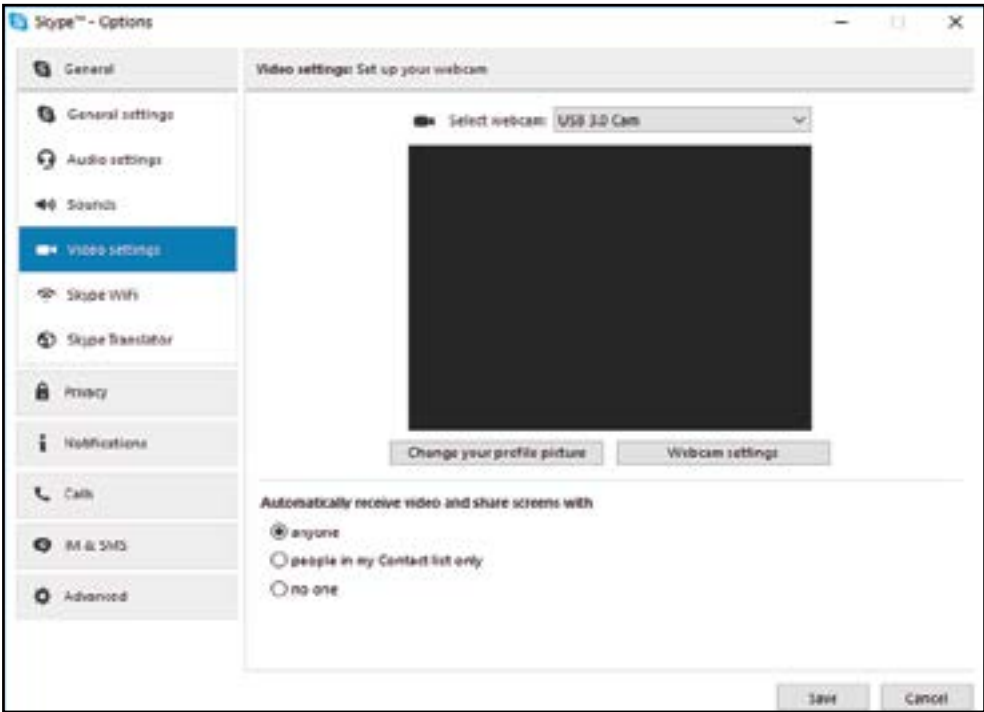 Skype™ - Options
General
General settings
Audio settings
Sounds
Video settings
Skype WiFi
Skype Translator
Privacy
Notifications
Calls
IM & SMS
Advanced
Video settings: Set up your webcam
Select webcam: USB 3.0 Cam
Change your profile picture
Webcam settings
Automatically receive video and share screens with
anyone
people in my Contact list only
no one
Save
Cancel